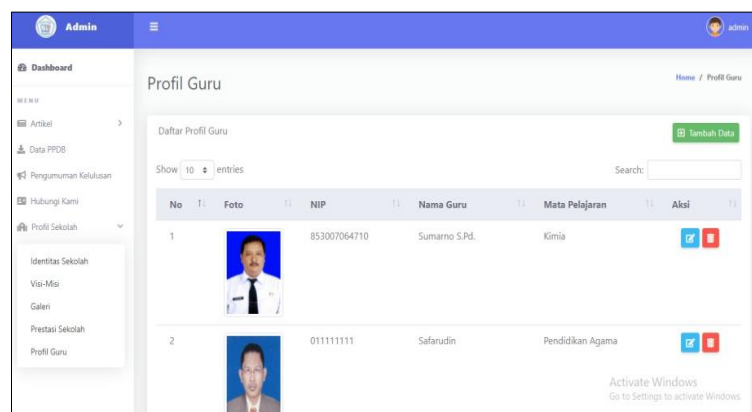 Admin
admin
Dashboard
Profil Guru
Home / Profil Guru
MENU
Artikel
Daftar Profil Guru
Tambah Data
Data PPDB
Show 10 entries
Search:
Pengumuman Kelulusan
Hubungi Kami
No Foto NIP Nama Guru Mata Pelajaran Aksi
Profil Sekolah
1 853007064710 Sumarno S.Pd. Kimia
Identitas Sekolah
Visi-Misi
Galeri
Prestasi Sekolah
2 011111111 Safarudin Pendidikan Agama
Profil Guru
Activate Windows
Go to Settings to activate Windows.